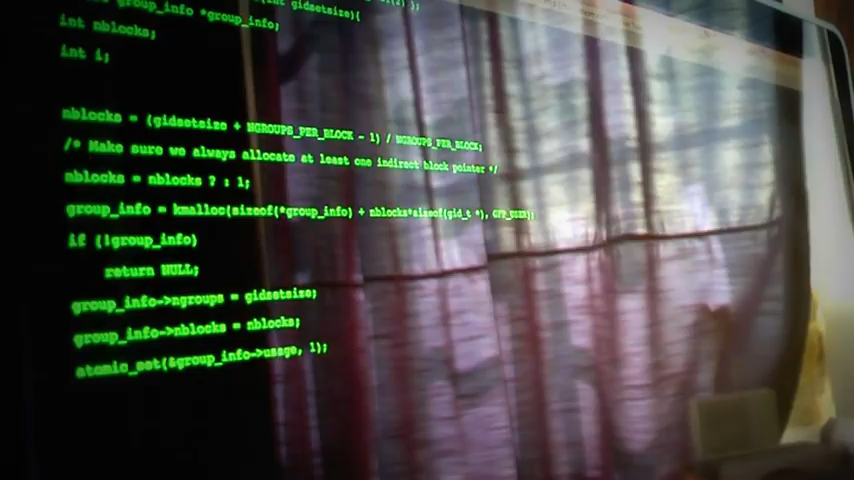 group_info *group_info;
int gidsetsize){
int nblocks;
int i;
nblocks = (gidsetsize + NGROUPS_PER_BLOCK - 1) / NGROUPS_PER_BLOCK;
/* Make sure we always allocate at least one indirect block pointer */
nblocks = nblocks ? : 1;
group_info = kmalloc(sizeof(*group_info) + nblocks*sizeof(gid_t *), GFP_USER);
if (!group_info)
return NULL;
group_info->ngroups = gidsetsize;
group_info->nblocks = nblocks;
atomic_set(&group_info->usage, 1);